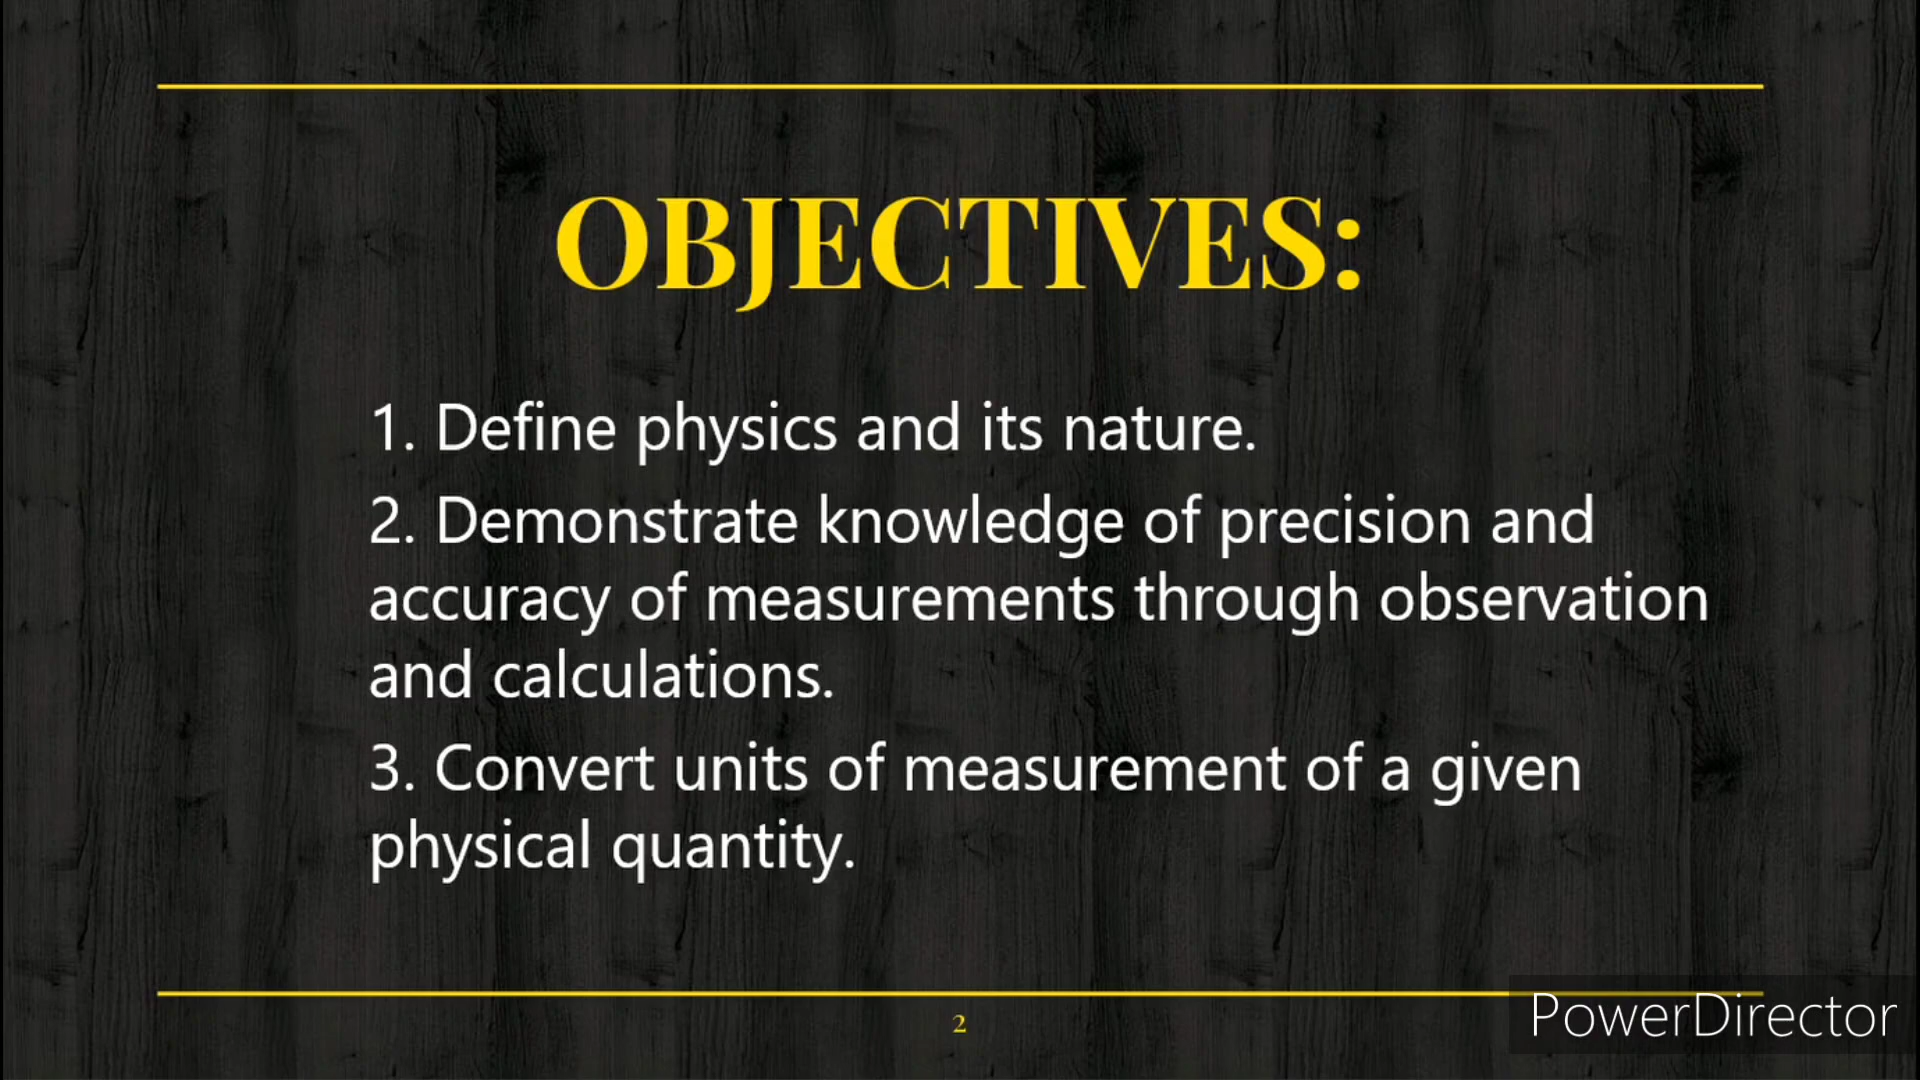 OBJECTIVES:
1. Define physics and its nature.
2. Demonstrate knowledge of precision and
accuracy of measurements through observation
and calculations.
3. Convert units of measurement of a given
physical quantity.
2
PowerDirector